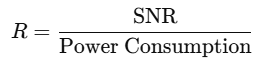 R = SNR / Power Consumption